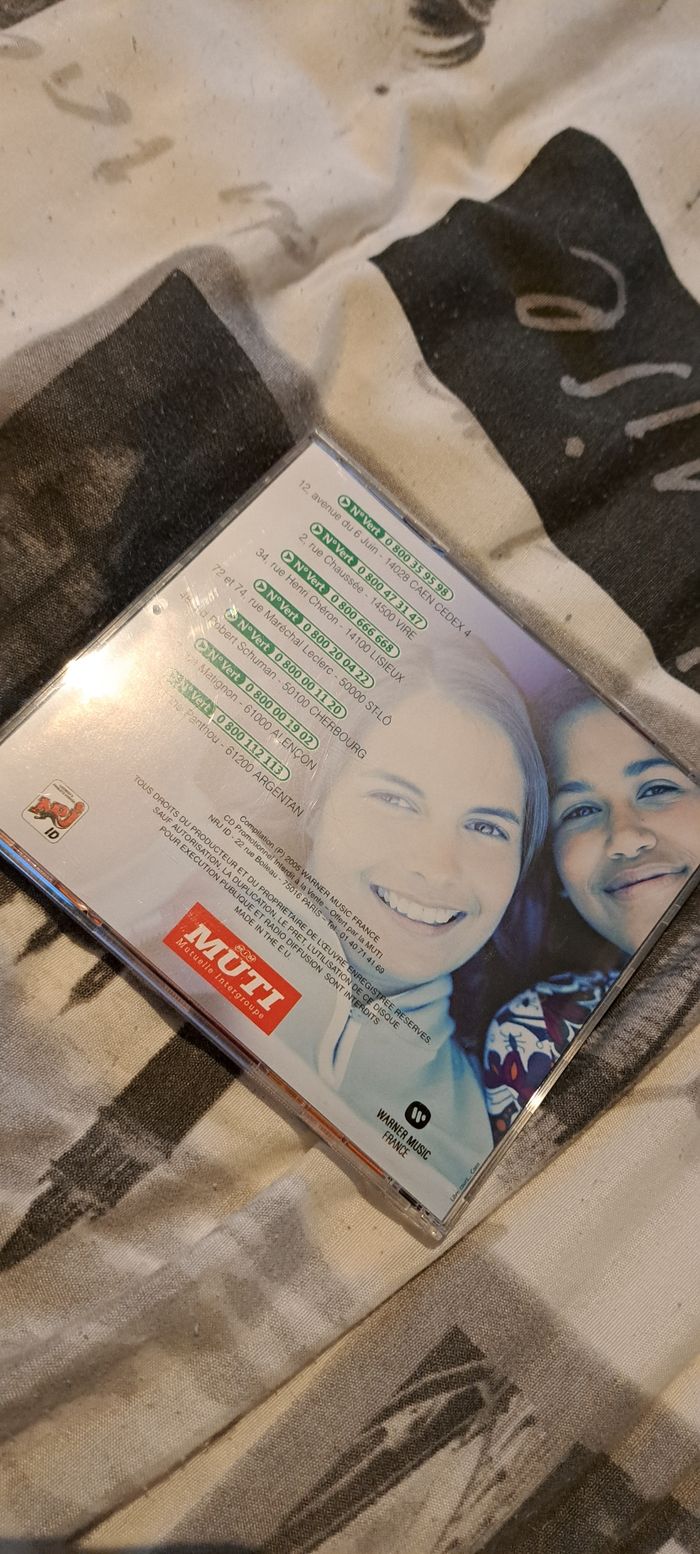 N°Vert 0 800 35 95 98
12, avenue du 6 Juin - 14028 CAEN CEDEX 4
N°Vert 0 800 47 31 47
2, rue Chaussée - 14500 VIRE
N°Vert 0 800 666 668
34, rue Henri Chéron - 14100 LISIEUX
N°Vert 0 800 20 04 22
72 et 74, rue Maréchal Leclerc - 50000 ST-LÔ
N°Vert 0 800 00 11 20
Robert Schuman - 50100 CHERBOURG
N°Vert 0 800 00 19 02
Matignon - 61000 ALENÇON
N°Vert 0 800 112 113
Panthou - 61200 ARGENTAN
NRJ
ID
Compilation (P) 2005 WARNER MUSIC FRANCE
CD Promotionnel Interdit à la Vente - Offert par la MUTI
NRJ ID - 22 rue Boileau - 75016 PARIS - Tel : 01 40 71 41 69
TOUS DROITS DU PRODUCTEUR ET DU PROPRIETAIRE DE L'ŒUVRE ENREGISTREE RESERVES.
SAUF AUTORISATION, LA DUPLICATION, LE PRET, L'UTILISATION DE CE DISQUE
POUR EXECUTION PUBLIQUE ET RADIO DIFFUSION SONT INTERDITS
MADE IN THE E.U.
MUTI
Mutuelle Intergroupe
WARNER MUSIC
FRANCE